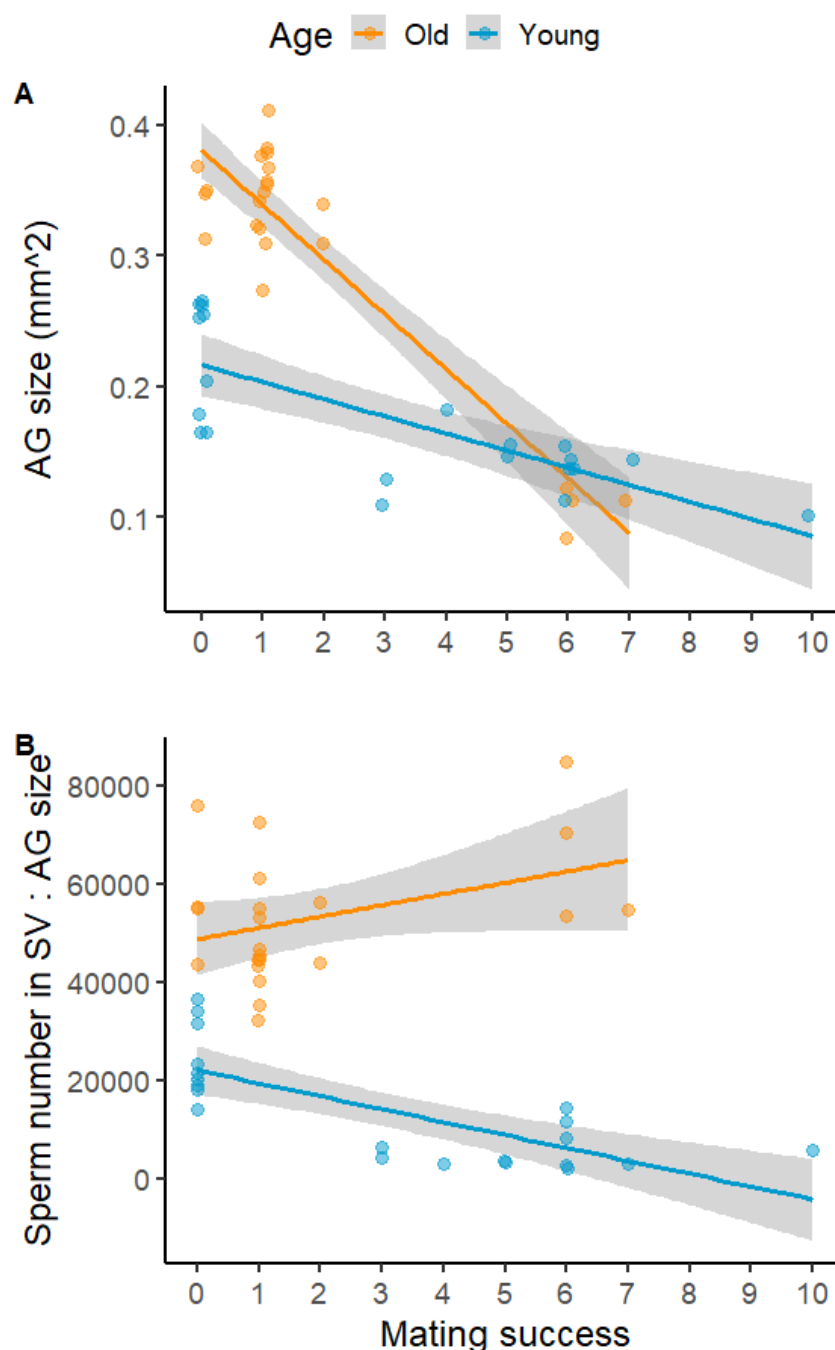 Age Old Young
A
AG size (mm^2)
0.4
0.3
0.2
0.1
0 1 2 3 4 5 6 7 8 9 10
B
Sperm number in SV : AG size
80000
60000
40000
20000
0
0 1 2 3 4 5 6 7 8 9 10
Mating success